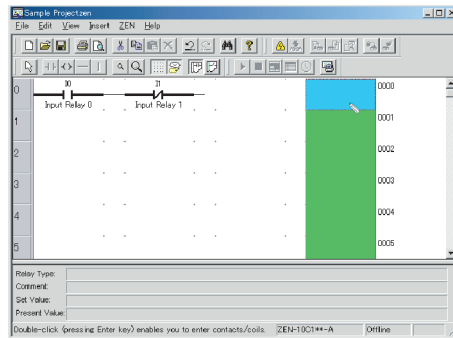 Sample Projectzen
File Edit View Insert ZEN Help
0 I0 I1 0000
Input Relay 0 Input Relay 1
1 0001
2 0002
3 0003
4 0004
5 0005
Relay Type:
Comment:
Set Value:
Present Value:
Double-click (pressing Enter key) enables you to enter contacts/coils. ZEN-10C1**-A Offline